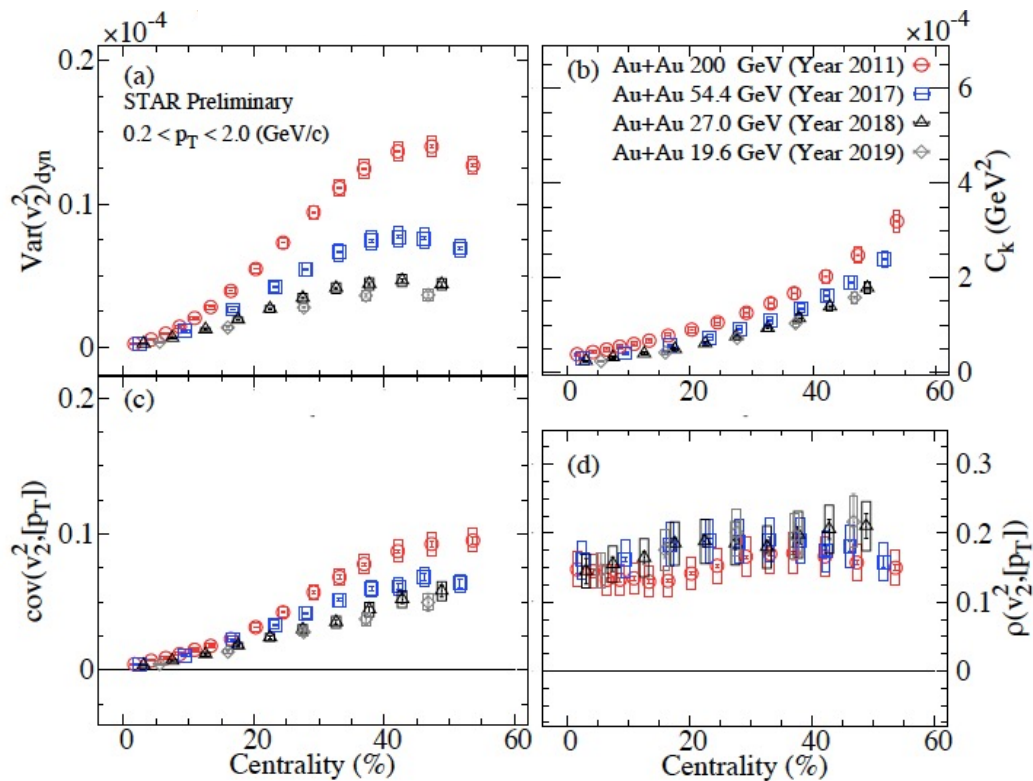 ×10⁻⁴
0.2
(a)
STAR Preliminary
0.2 < p_T < 2.0 (GeV/c)
0.1
0
Var(v₂²)_dyn
×10⁻⁴
(b)
Au+Au 200 GeV (Year 2011)
Au+Au 54.4 GeV (Year 2017)
Au+Au 27.0 GeV (Year 2018)
Au+Au 19.6 GeV (Year 2019)
6
4
2
0
C_k (GeV²)
0 20 40 60
(c)
0.2
0.1
0
cov(v₂²,[p_T])
0 20 40 60
Centrality (%)
(d)
0.3
0.2
0.1
0
ρ(v₂²,[p_T])
0 20 40 60
Centrality (%)